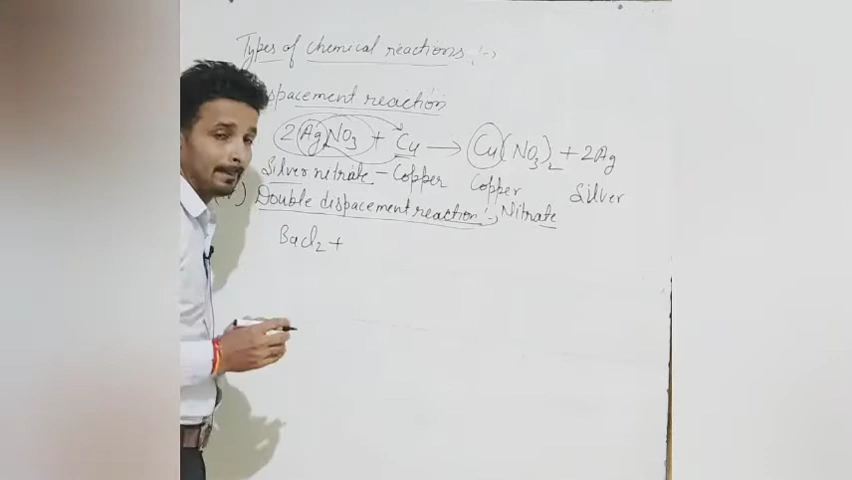 Types of chemical reactions :-
spacement reaction
2AgNO₃ + Cu → Cu(NO₃)₂ + 2Ag
Silver nitrate - Copper Copper Silver
) Double dispacement reaction :- Nitrate
BaCl₂ +